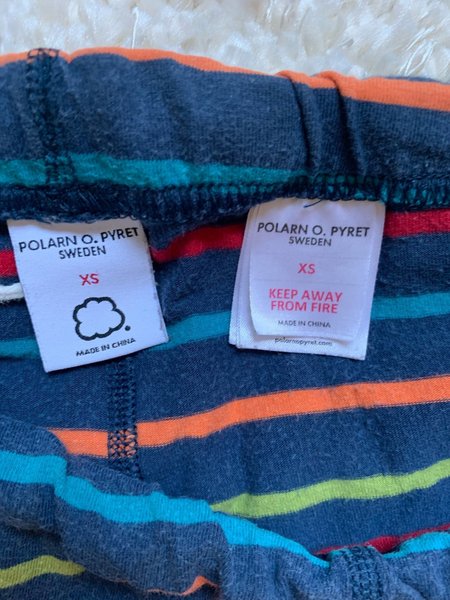 POLARN O. PYRET
SWEDEN
XS
MADE IN CHINA
POLARN O. PYRET
SWEDEN
XS
KEEP AWAY
FROM FIRE
MADE IN CHINA
polarnopyret.com